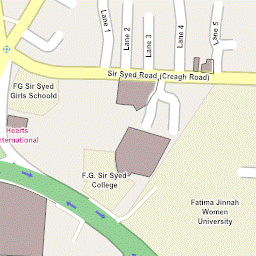 Lane 1
Lane 2
Lane 3
Lane 4
Lane 5
Sir Syed Road (Creagh Road)
FG Sir Syed
Girls Schoold
Hearts
International
F.G. Sir Syed
College
Fatima Jinnah
Women
University